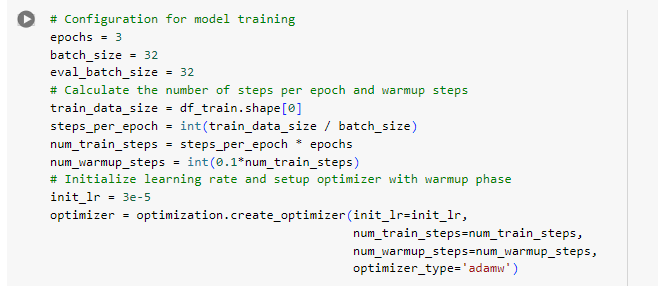 # Configuration for model training
epochs = 3
batch_size = 32
eval_batch_size = 32
# Calculate the number of steps per epoch and warmup steps
train_data_size = df_train.shape[0]
steps_per_epoch = int(train_data_size / batch_size)
num_train_steps = steps_per_epoch * epochs
num_warmup_steps = int(0.1*num_train_steps)
# Initialize learning rate and setup optimizer with warmup phase
init_lr = 3e-5
optimizer = optimization.create_optimizer(init_lr=init_lr,
                                          num_train_steps=num_train_steps,
                                          num_warmup_steps=num_warmup_steps,
                                          optimizer_type='adamw')